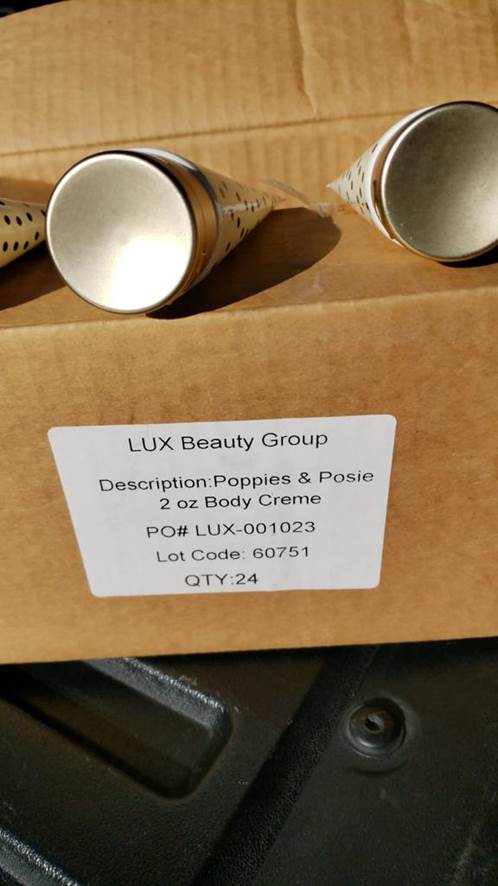 LUX Beauty Group
Description:Poppies & Posie
2 oz Body Creme
PO# LUX-001023
Lot Code: 60751
QTY:24